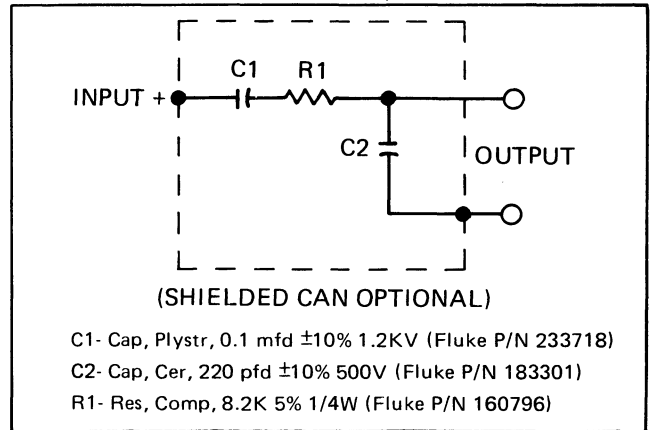 C1 R1
INPUT +
C2
OUTPUT
(SHIELDED CAN OPTIONAL)
C1- Cap, Plystr, 0.1 mfd ±10% 1.2KV (Fluke P/N 233718)
C2- Cap, Cer, 220 pfd ±10% 500V (Fluke P/N 183301)
R1- Res, Comp, 8.2K 5% 1/4W (Fluke P/N 160796)